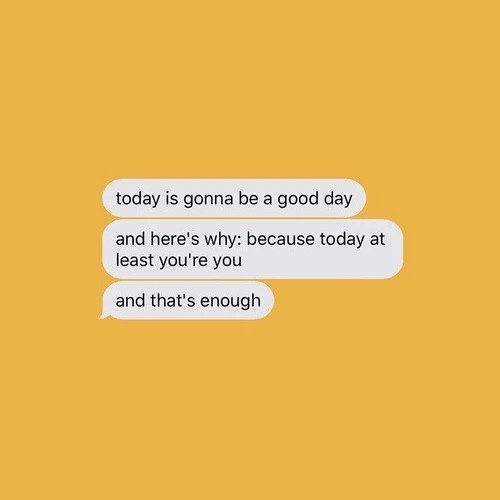 today is gonna be a good day
and here's why: because today at
least you're you
and that's enough